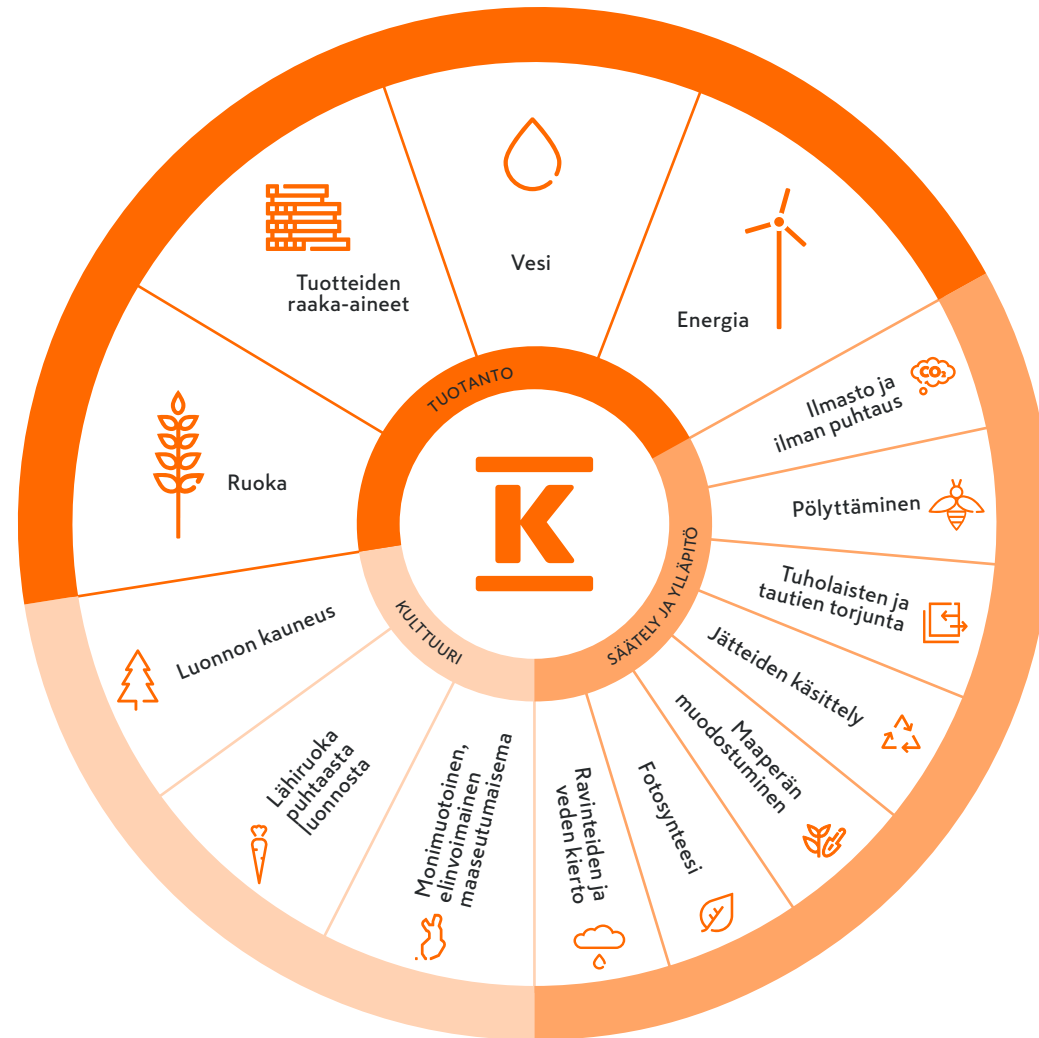 TUOTANTO
Ruoka
Tuotteiden
raaka-aineet
Vesi
Energia
SÄÄTELY JA YLLÄPITÖ
Ilmasto ja
ilman puhtaus
CO₂
Pölyttäminen
Tuholaisten ja
tautien torjunta
Jätteiden käsittely
Maaperän
muodostuminen
Fotosynteesi
Ravinteiden ja
veden kierto
KULTTUURI
Monimuotoinen,
elinvoimainen
maaseutumaisema
Lähiruoka
puhtaasta
luonnosta
Luonnon kauneus
K